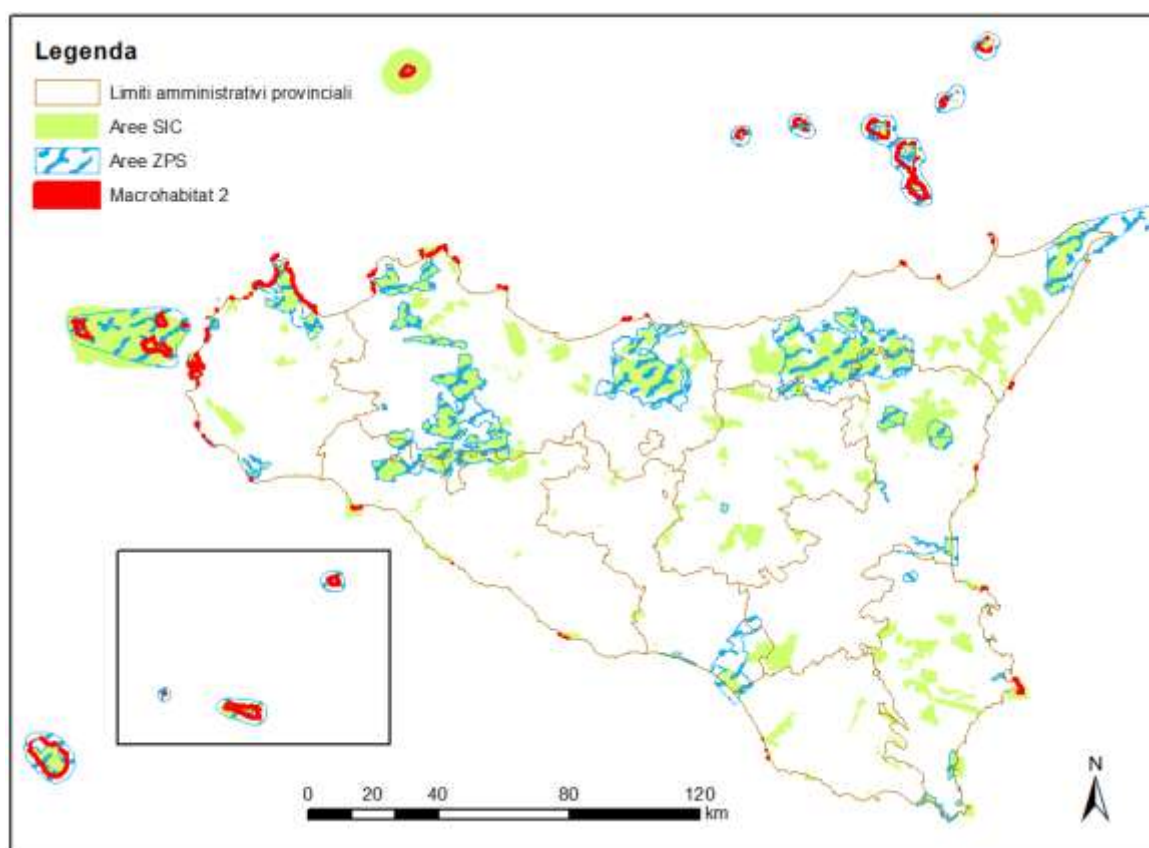 Legenda
Limiti amministrativi provinciali
Aree SIC
Aree ZPS
Macrohabitat 2
N
0 20 40 80 120
km